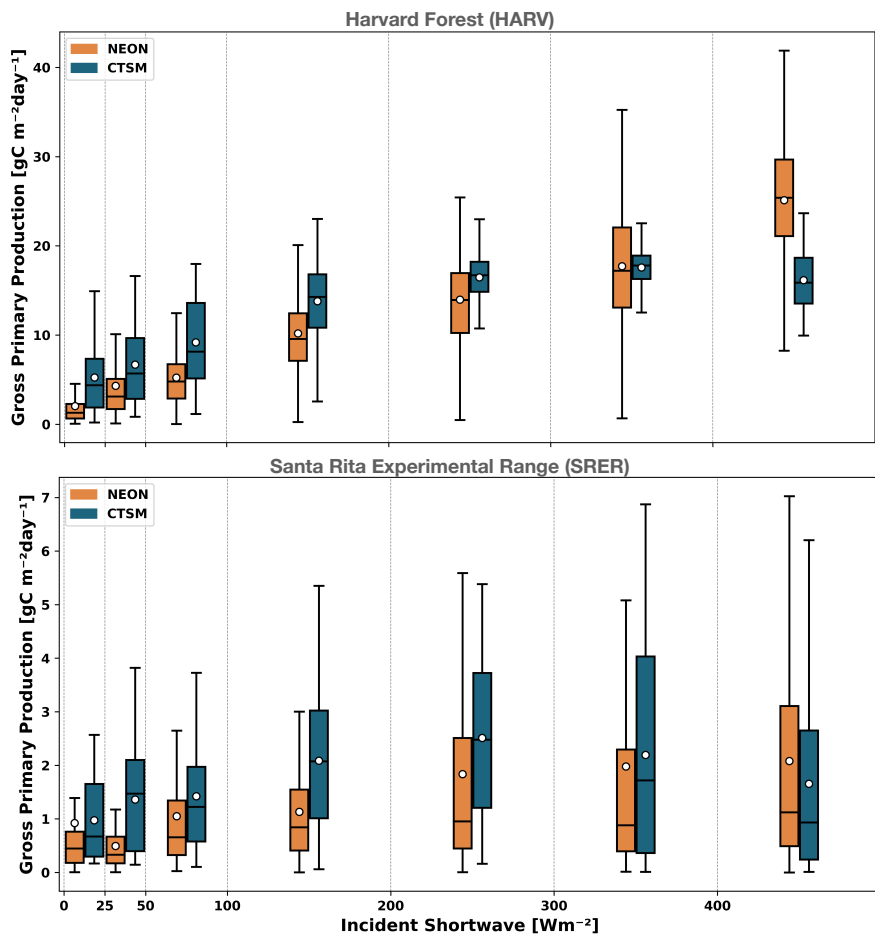 Harvard Forest (HARV)
Gross Primary Production [gC m⁻²day⁻¹]
NEON
CTSM
40
30
20
10
0
Santa Rita Experimental Range (SRER)
Gross Primary Production [gC m⁻²day⁻¹]
NEON
CTSM
7
6
5
4
3
2
1
0
0 25 50 100 200 300 400
Incident Shortwave [Wm⁻²]